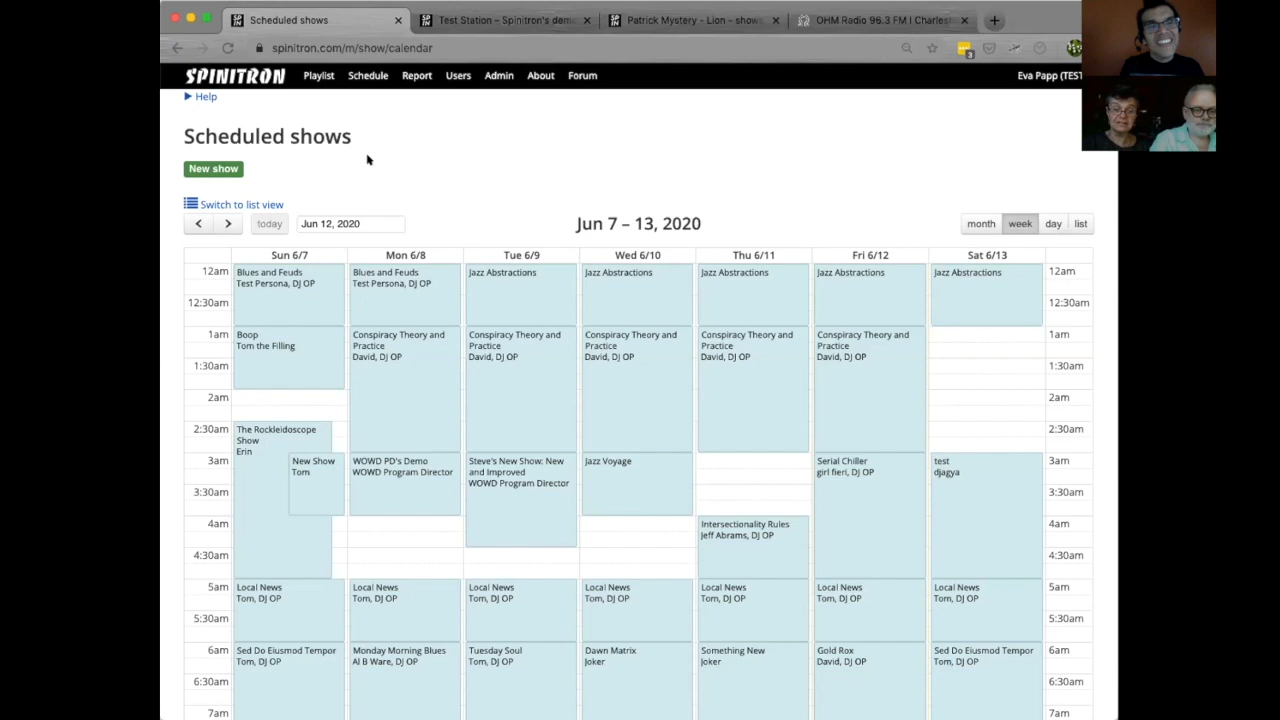 Scheduled shows
Test Station – Spinitron's dem
Patrick Mystery - Lion – shows
OHM Radio 96.3 FM | Charles
spinitron.com/m/show/calendar
3
SPINITRON Playlist Schedule Report Users Admin About Forum
Eva Papp (TEST
Help
Scheduled shows
New show
Switch to list view
today
Jun 12, 2020
Jun 7 – 13, 2020
month week day list
Sun 6/7 Mon 6/8 Tue 6/9 Wed 6/10 Thu 6/11 Fri 6/12 Sat 6/13
12am Blues and Feuds Blues and Feuds Jazz Abstractions Jazz Abstractions Jazz Abstractions Jazz Abstractions Jazz Abstractions 12am
Test Persona, DJ OP Test Persona, DJ OP
12:30am 12:30am
1am Boop Conspiracy Theory and Conspiracy Theory and Conspiracy Theory and Conspiracy Theory and Conspiracy Theory and 1am
Tom the Filling Practice Practice Practice Practice Practice
David, DJ OP David, DJ OP David, DJ OP David, DJ OP David, DJ OP
1:30am 1:30am
2am 2am
2:30am The Rockleidoscope 2:30am
Show
Erin
3am New Show WOWD PD's Demo Steve's New Show: New Jazz Voyage Serial Chiller test 3am
Tom WOWD Program Director and Improved girl fieri, DJ OP djagya
WOWD Program Director
3:30am 3:30am
4am Intersectionality Rules 4am
Jeff Abrams, DJ OP
4:30am 4:30am
5am Local News Local News Local News Local News Local News Local News Local News 5am
Tom, DJ OP Tom, DJ OP Tom, DJ OP Tom, DJ OP Tom, DJ OP Tom, DJ OP Tom, DJ OP
5:30am 5:30am
6am Sed Do Eiusmod Tempor Monday Morning Blues Tuesday Soul Dawn Matrix Something New Gold Rox Sed Do Eiusmod Tempor 6am
Tom, DJ OP Al B Ware, DJ OP Tom, DJ OP Joker Joker David, DJ OP Tom, DJ OP
6:30am 6:30am
7am 7am